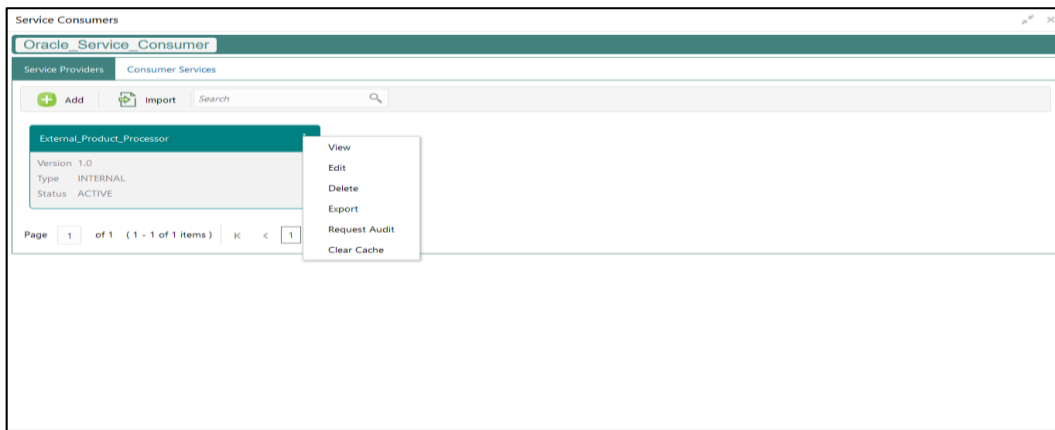 Service Consumers
Oracle_Service_Consumer
Service Providers Consumer Services
Add Import Search
External_Product_Processor
Version 1.0
Type INTERNAL
Status ACTIVE
View
Edit
Delete
Export
Request Audit
Clear Cache
Page 1 of 1 ( 1 - 1 of 1 items ) K < 1